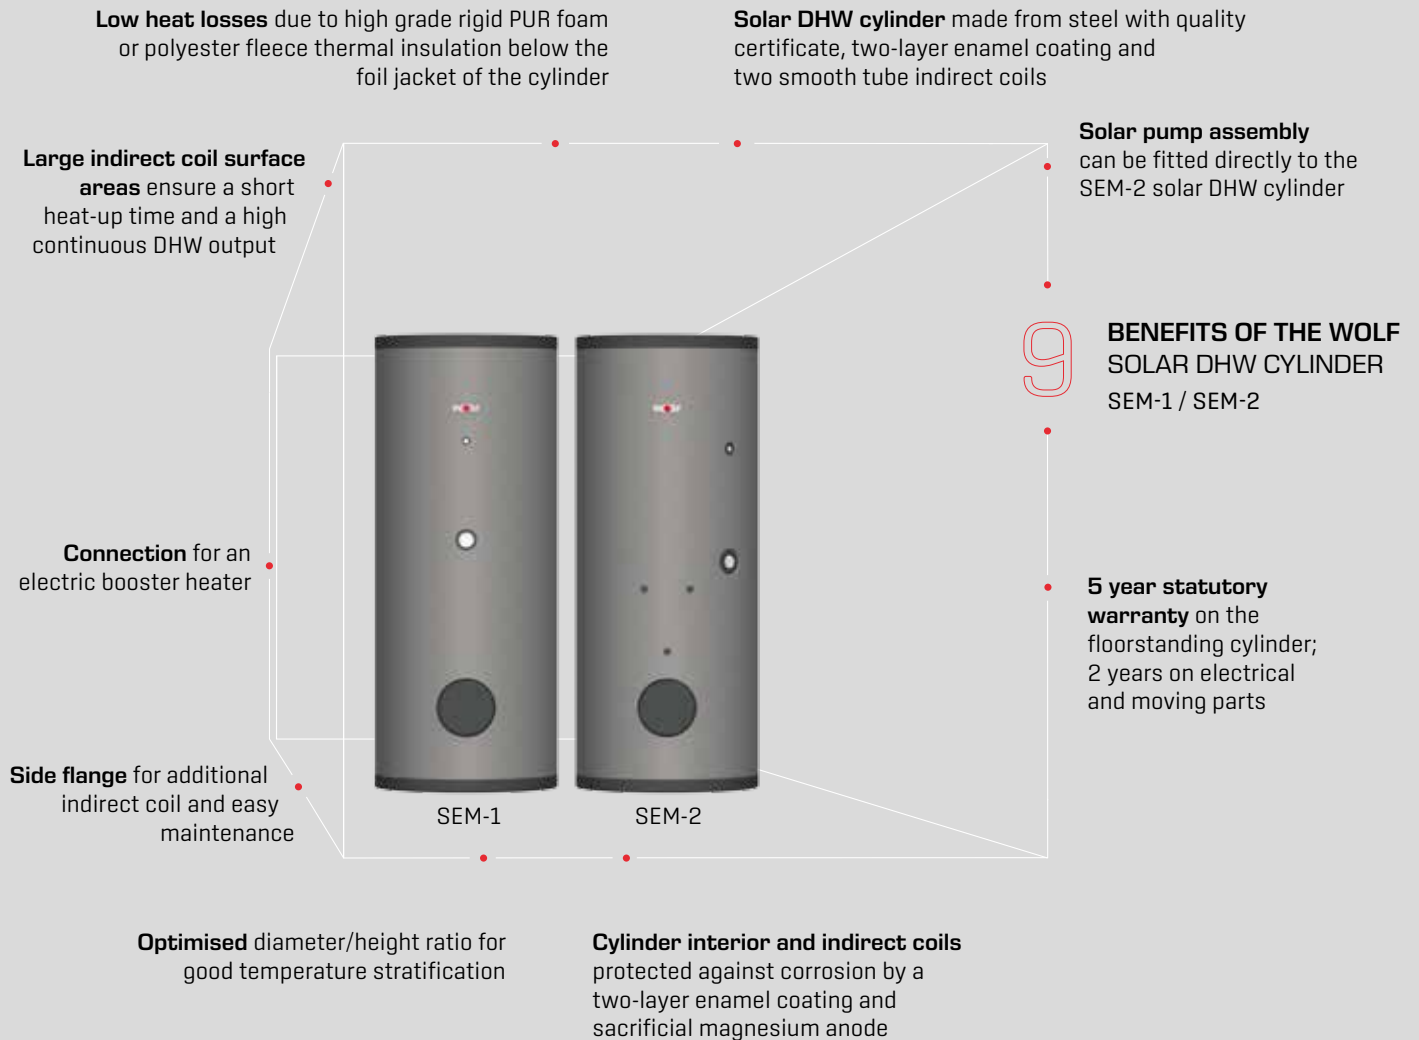 Low heat losses due to high grade rigid PUR foam
or polyester fleece thermal insulation below the
foil jacket of the cylinder
Solar DHW cylinder made from steel with quality
certificate, two-layer enamel coating and
two smooth tube indirect coils
Large indirect coil surface
areas ensure a short
heat-up time and a high
continuous DHW output
Solar pump assembly
can be fitted directly to the
SEM-2 solar DHW cylinder
9
BENEFITS OF THE WOLF
SOLAR DHW CYLINDER
SEM-1 / SEM-2
Connection for an
electric booster heater
5 year statutory
warranty on the
floorstanding cylinder;
2 years on electrical
and moving parts
Side flange for additional
indirect coil and easy
maintenance
SEM-1
SEM-2
Optimised diameter/height ratio for
good temperature stratification
Cylinder interior and indirect coils
protected against corrosion by a
two-layer enamel coating and
sacrificial magnesium anode